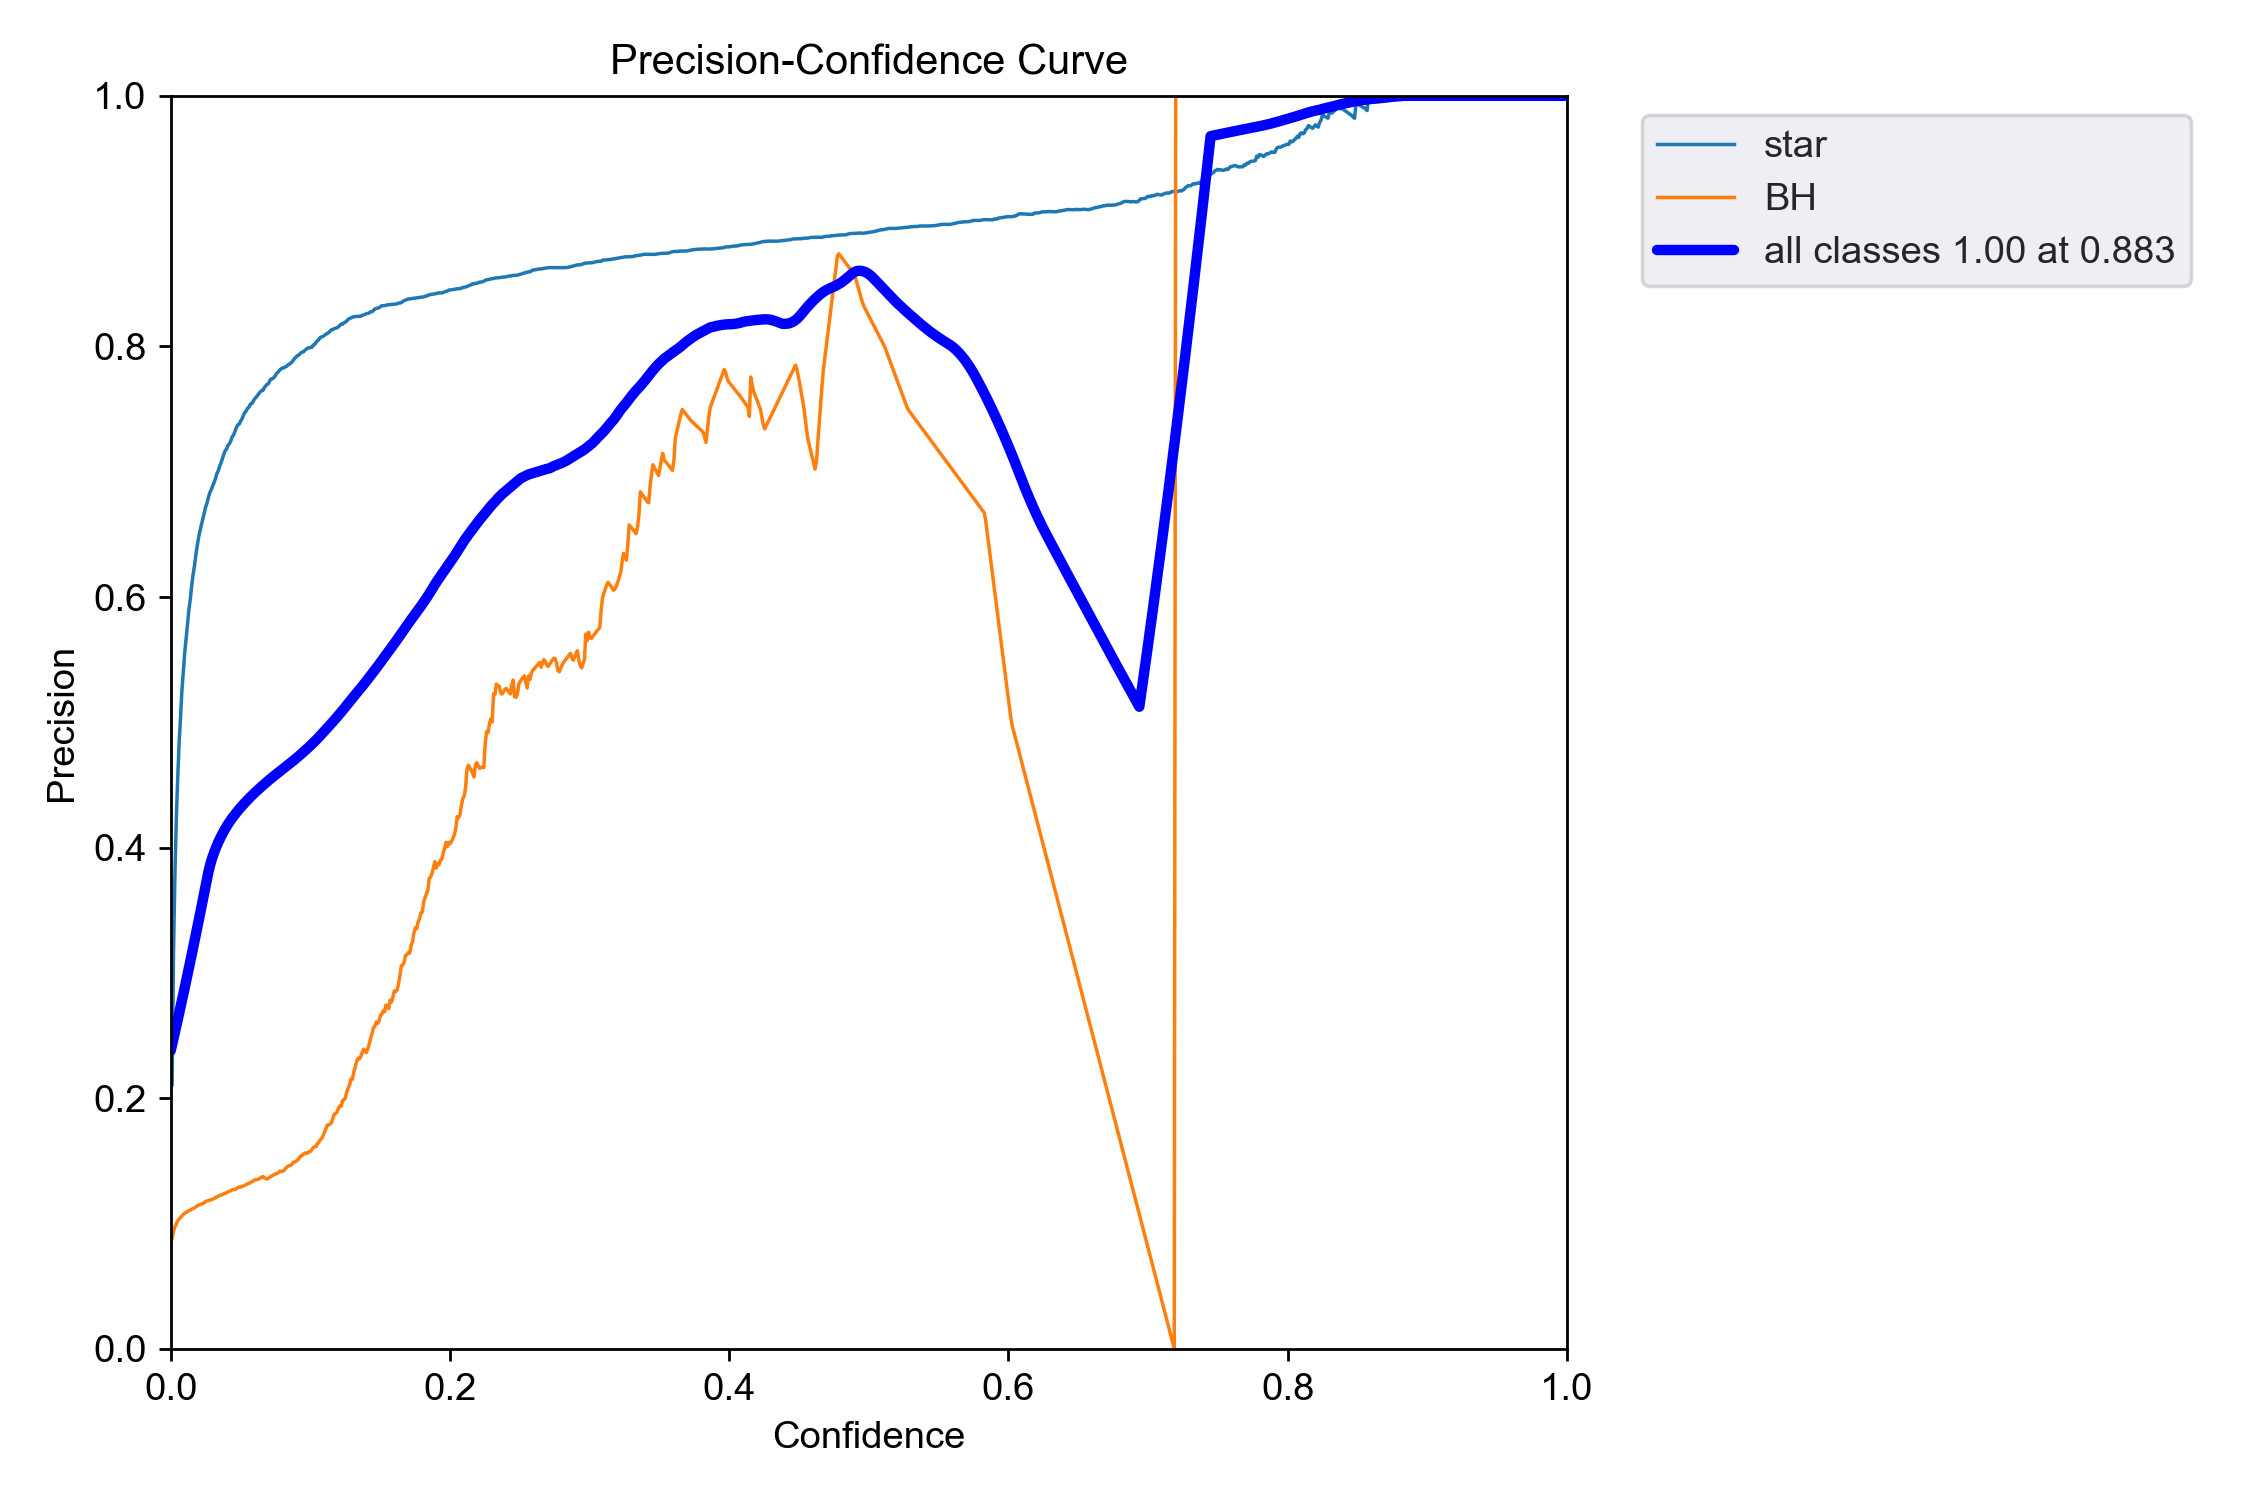 Precision-Confidence Curve
1.0
0.8
0.6
0.4
0.2
0.0
Precision
0.0 0.2 0.4 0.6 0.8 1.0
Confidence
star
BH
all classes 1.00 at 0.883